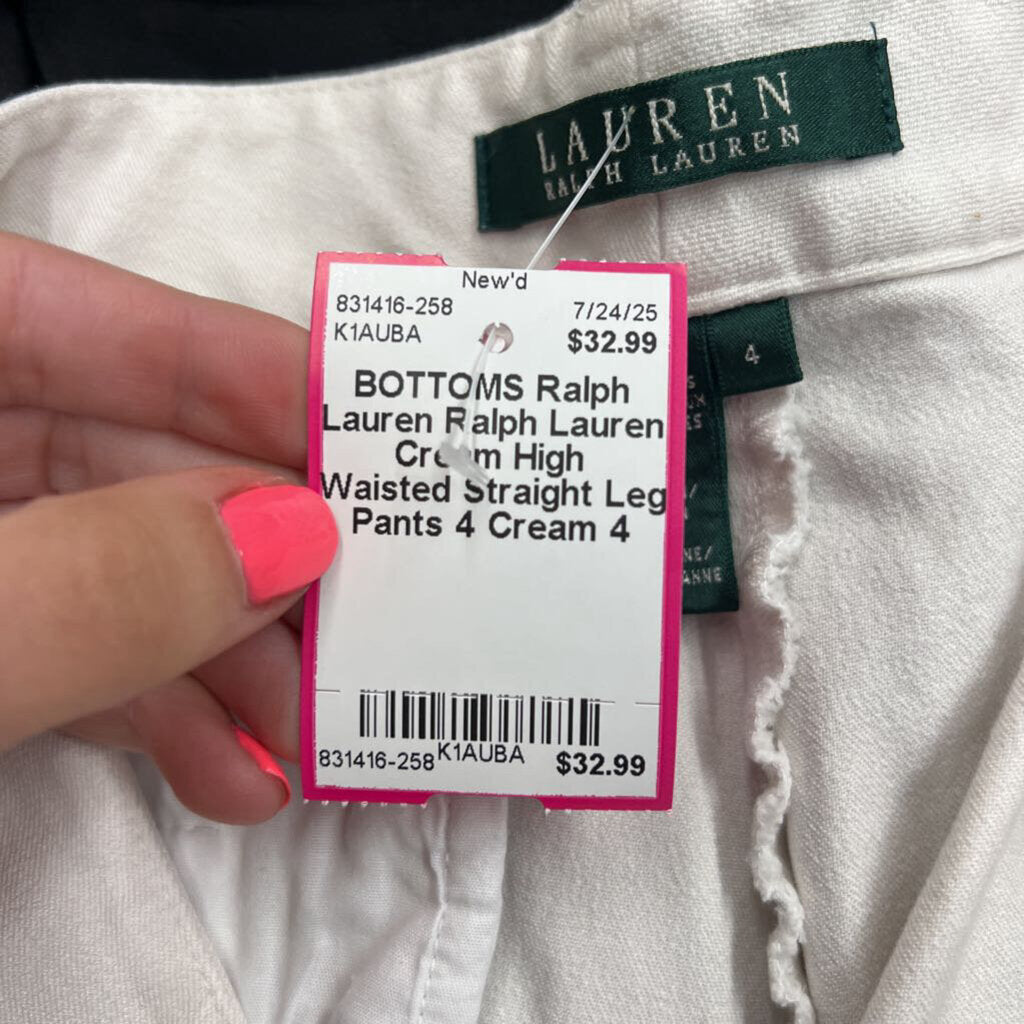 LAUREN
RALPH LAUREN
New'd
831416-258 7/24/25
K1AUBA $32.99
BOTTOMS Ralph
Lauren Ralph Lauren
Cream High
Waisted Straight Leg
Pants 4 Cream 4
831416-258 K1AUBA $32.99
4